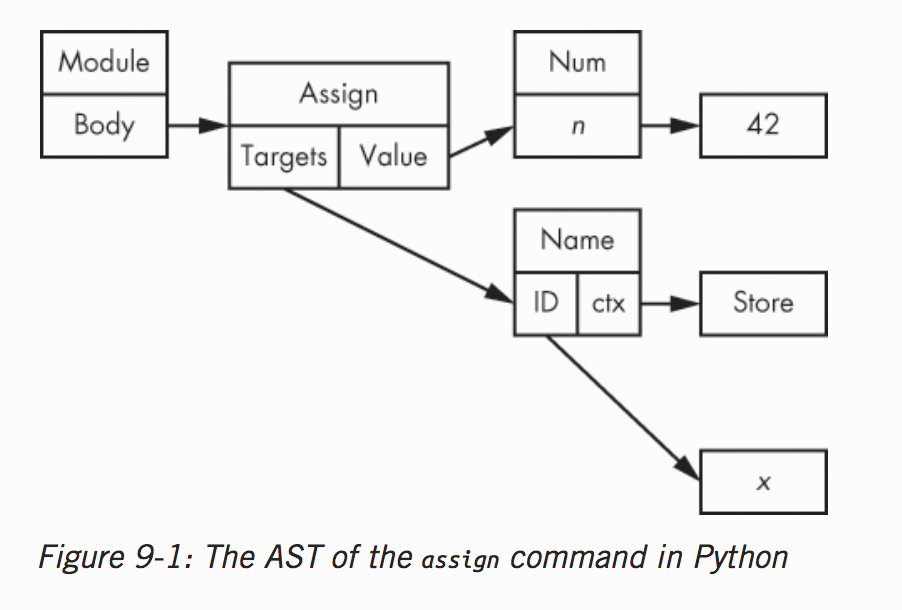 Module
Body
Assign
Targets
Value
Num
n
42
Name
ID
ctx
Store
x
Figure 9-1: The AST of the assign command in Python